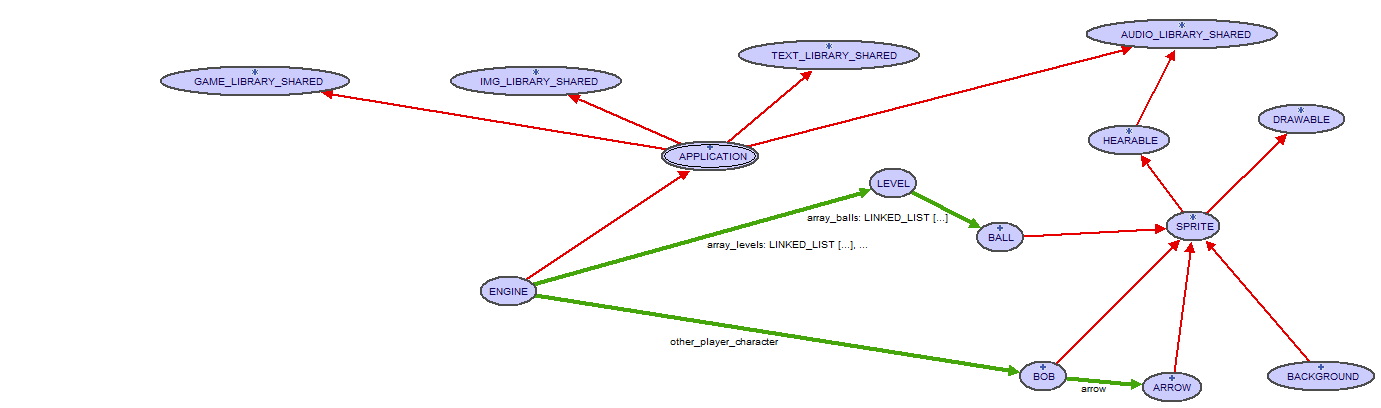 *
AUDIO_LIBRARY_SHARED
*
TEXT_LIBRARY_SHARED
*
GAME_LIBRARY_SHARED
*
IMG_LIBRARY_SHARED
*
DRAWABLE
*
HEARABLE
+
APPLICATION
LEVEL
array_balls: LINKED_LIST [...]
*
SPRITE
+
BALL
array_levels: LINKED_LIST [...], ...
ENGINE
other_player_character
+
BOB
arrow
+
ARROW
+
BACKGROUND